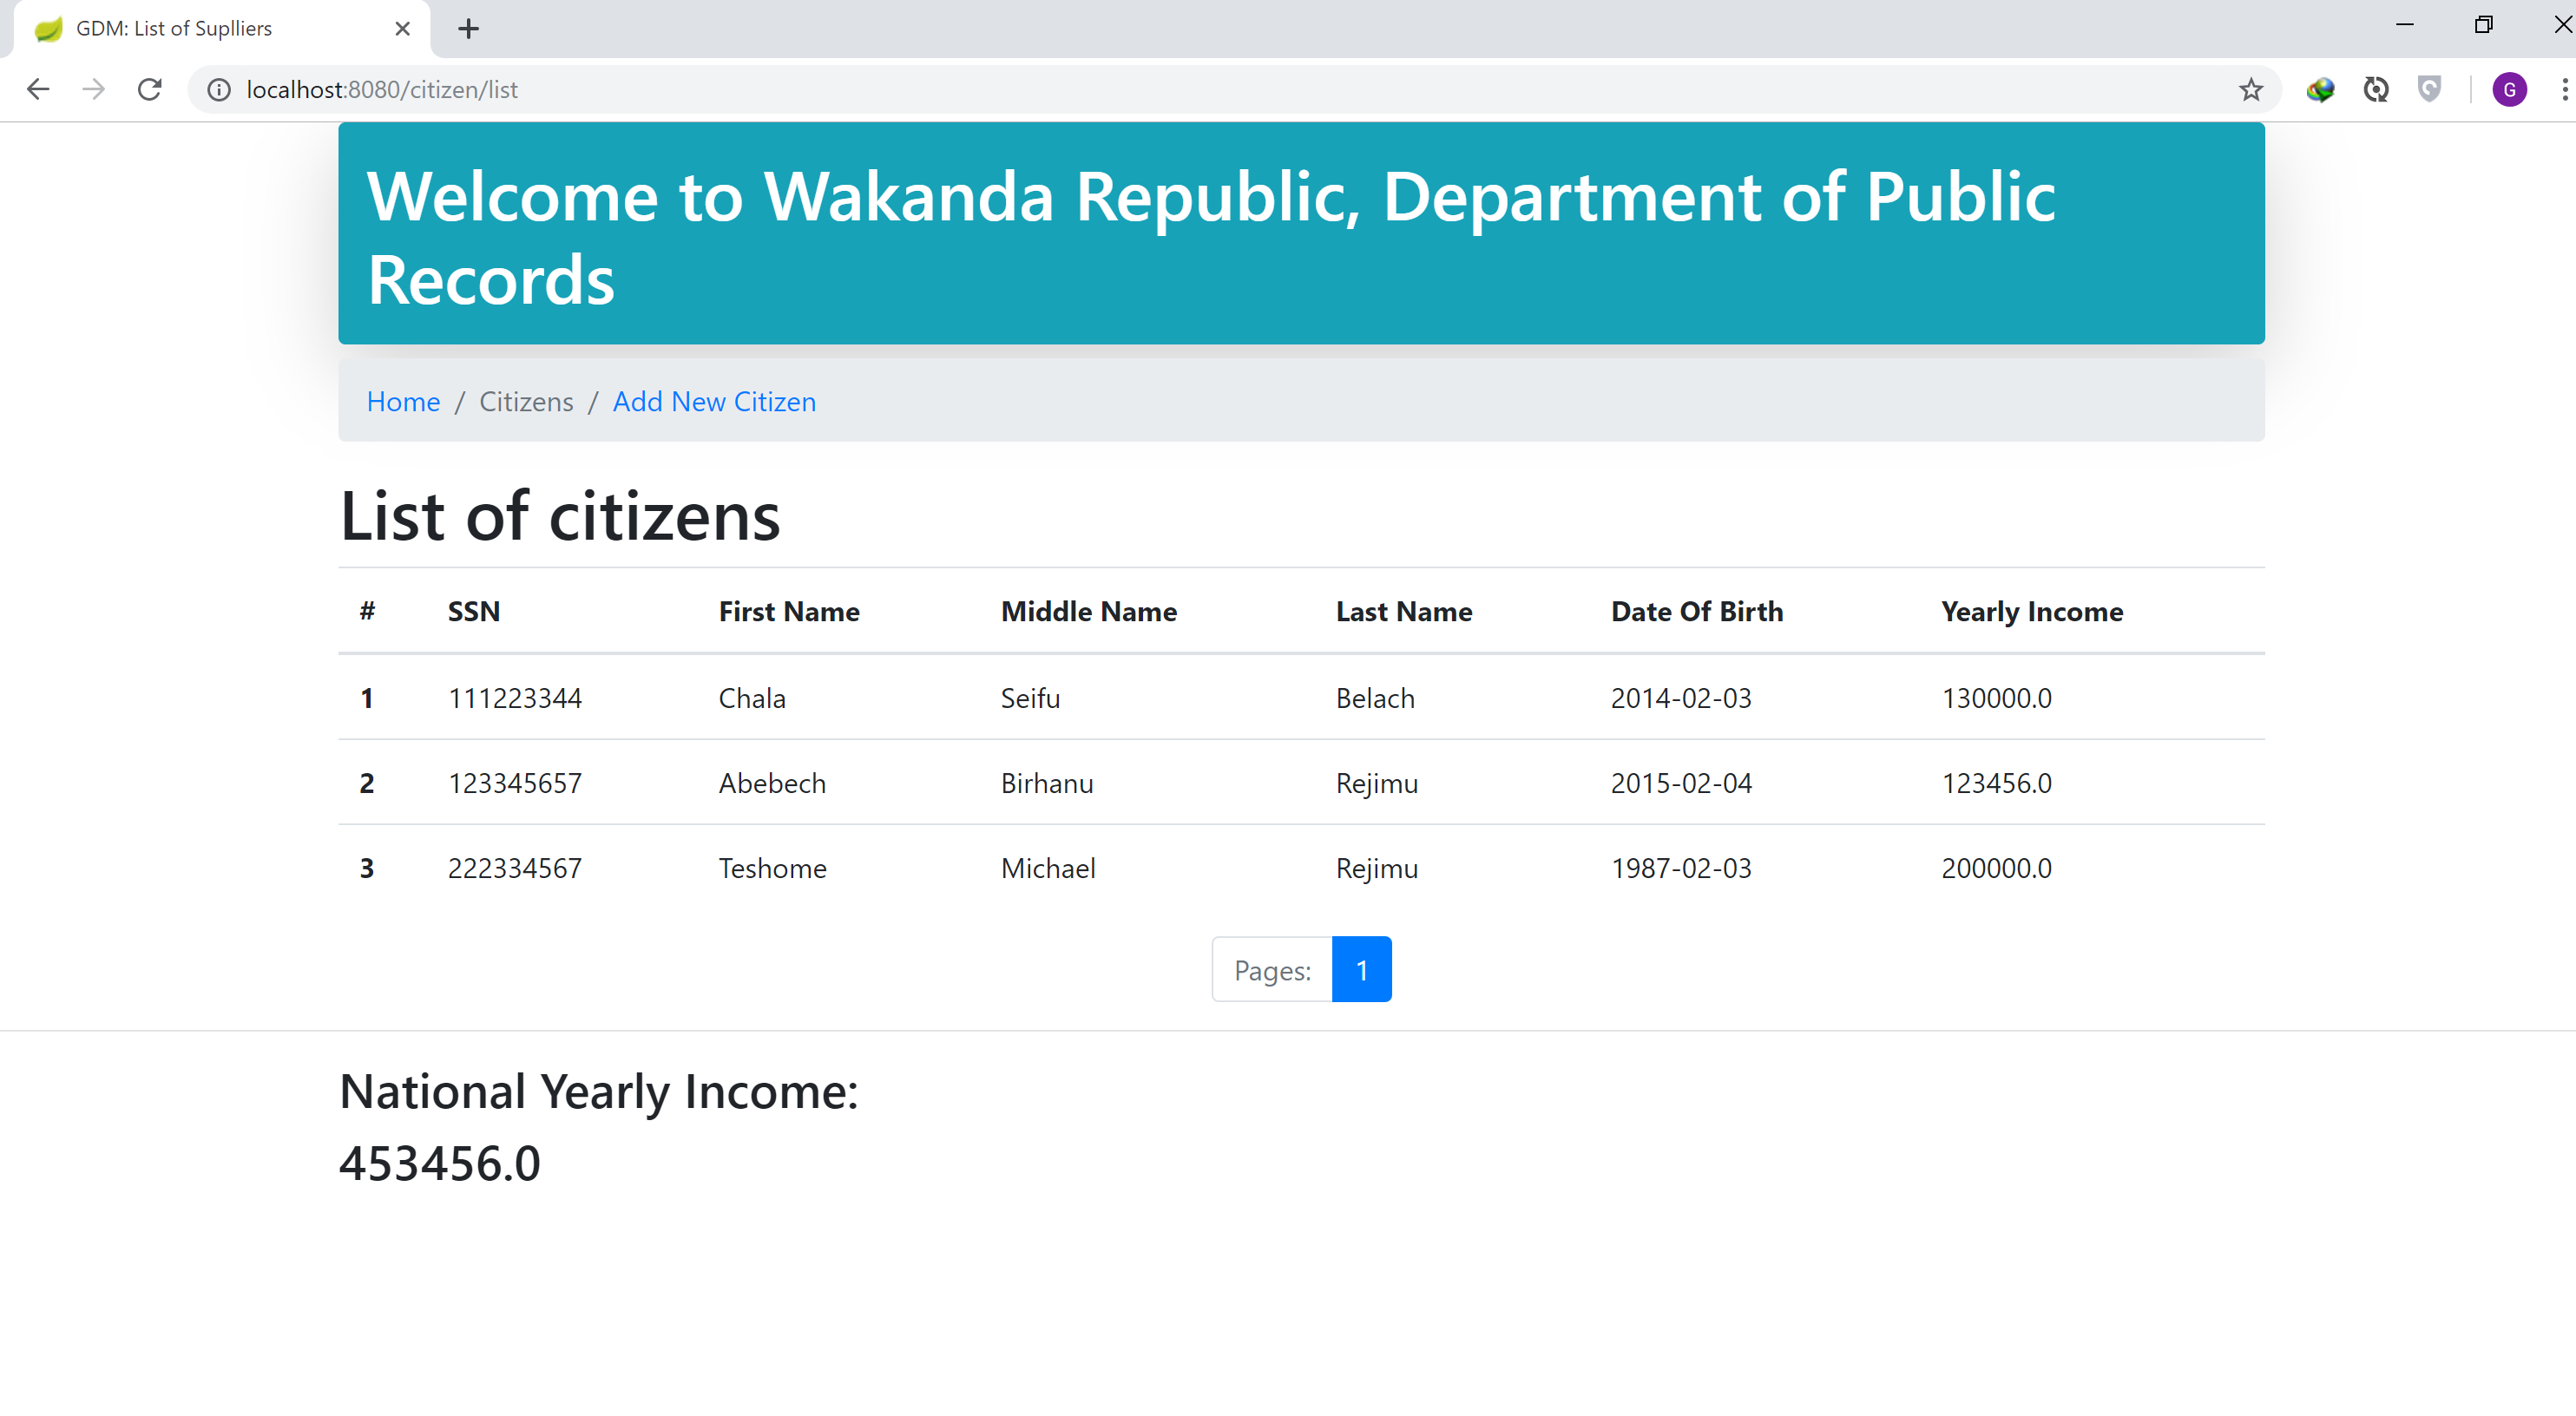 GDM: List of Suplliers
localhost:8080/citizen/list
G
Welcome to Wakanda Republic, Department of Public
Records
Home / Citizens / Add New Citizen
List of citizens
# SSN First Name Middle Name Last Name Date Of Birth Yearly Income
1 111223344 Chala Seifu Belach 2014-02-03 130000.0
2 123345657 Abebech Birhanu Rejimu 2015-02-04 123456.0
3 222334567 Teshome Michael Rejimu 1987-02-03 200000.0
Pages: 1
National Yearly Income:
453456.0